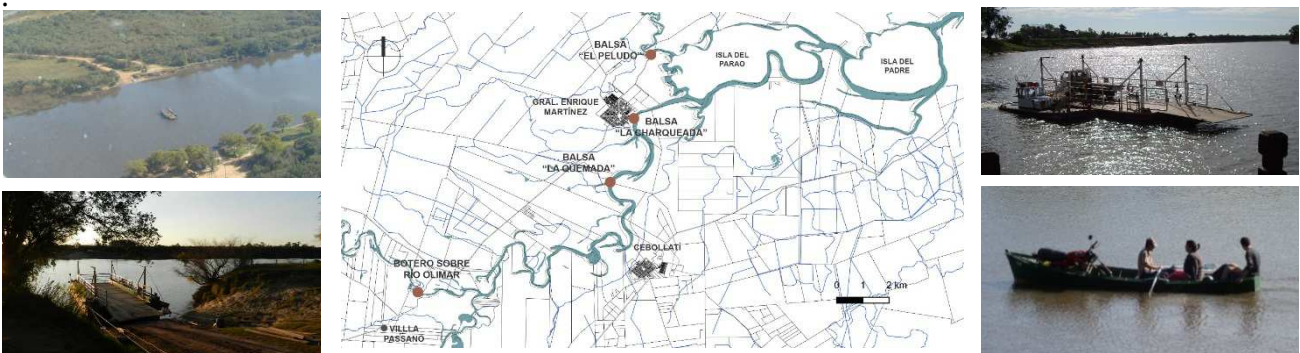 BALSA
"EL PELUDO"
ISLA DEL
PARAO
ISLA DEL
PADRE
GRAL. ENRIQUE
MARTÍNEZ
BALSA
"LA CHARQUEADA"
BALSA
"LA QUEMADA"
CEBOLLATÍ
BOTERO SOBRE
RÍO OLIMAR
0 1 2 km
VILLLA
PASSANO